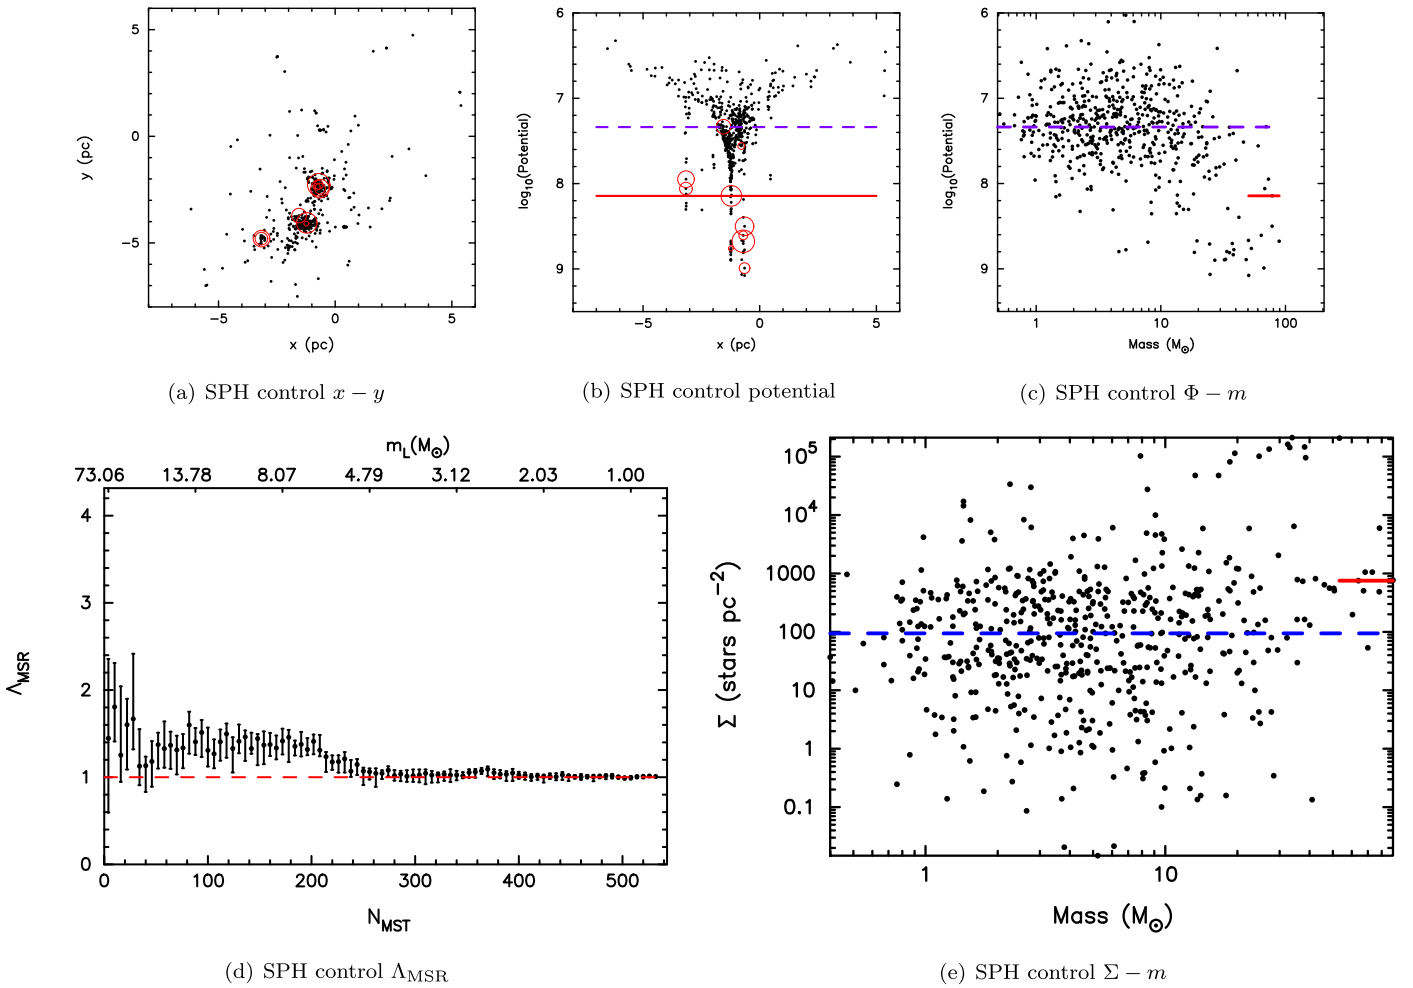 5
0
−5
y (pc)
−5
0
5
x (pc)
(a) SPH control x − y
6
7
8
9
log10(Potential)
−5
0
5
x (pc)
(b) SPH control potential
6
7
8
9
log10(Potential)
1
10
100
Mass (M⊙)
(c) SPH control Φ − m
mL(M⊙)
73.06 13.78 8.07 4.79 3.12 2.03 1.00
4
3
2
1
0
ΛMSR
0 100 200 300 400 500
NMST
(d) SPH control ΛMSR
10⁵
10⁴
1000
100
10
1
0.1
Σ (stars pc⁻²)
1
10
Mass (M⊙)
(e) SPH control Σ − m